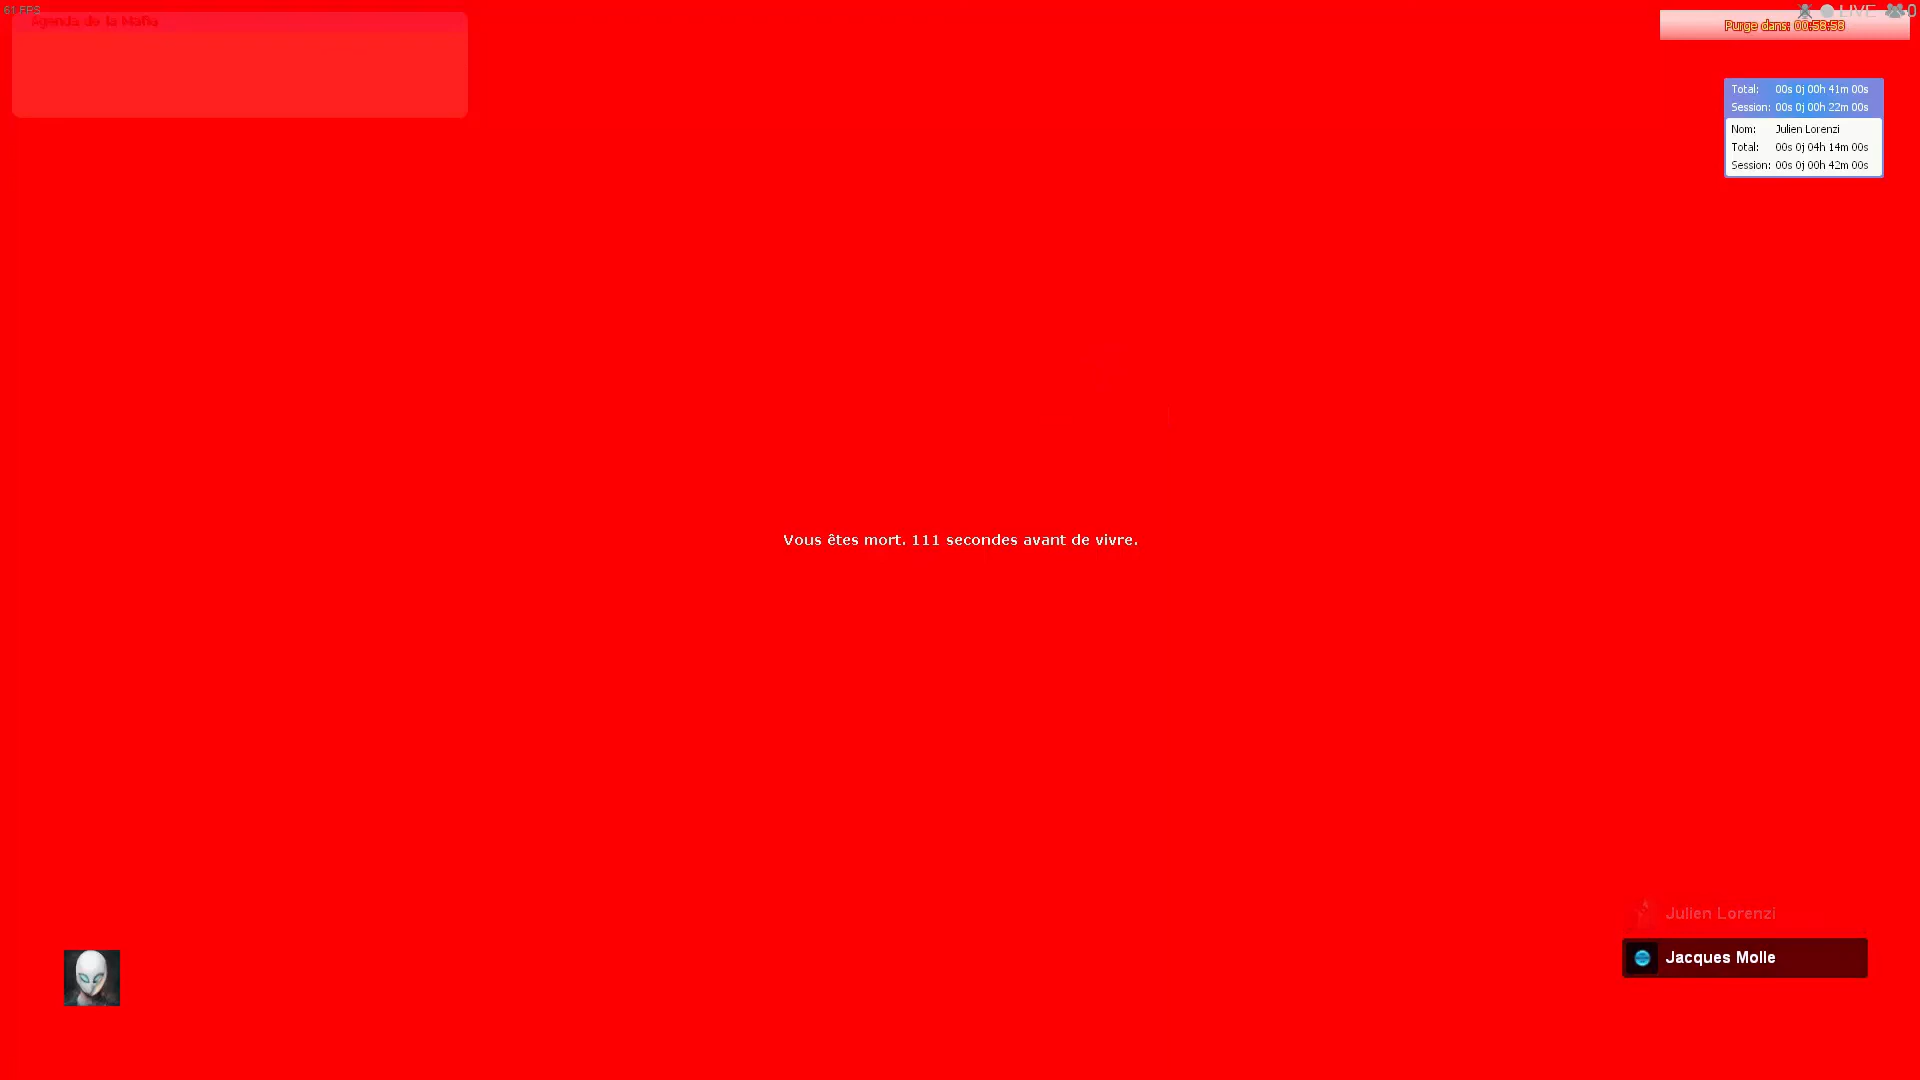 61 FPS
Agenda de la Mafia
LIVE 0
Purge dans: 00:58:58
Total: 00s 0j 00h 41m 00s
Session: 00s 0j 00h 22m 00s
Nom: Julien Lorenzi
Total: 00s 0j 04h 14m 00s
Session: 00s 0j 00h 42m 00s
Vous êtes mort. 111 secondes avant de vivre.
Julien Lorenzi
Jacques Molle